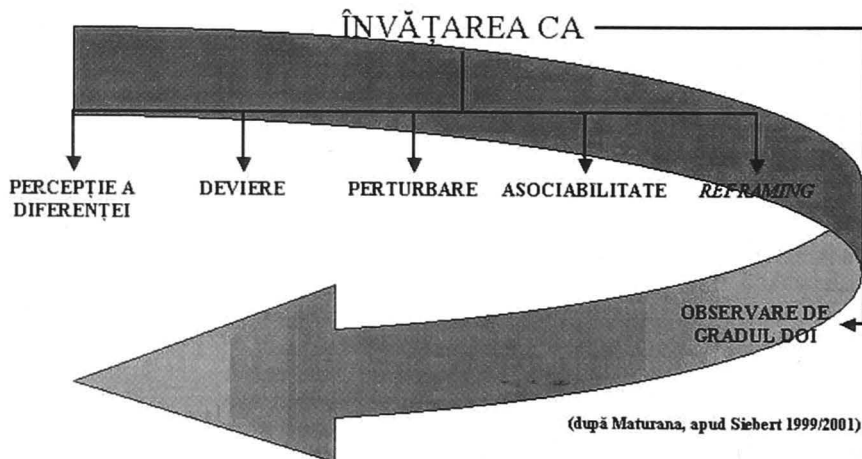 ÎNVĂȚAREA CA
PERCEPȚIE A
DIFERENȚEI
DEVIERE
PERTURBARE
ASOCIABILITATE
REFRAMING
OBSERVARE DE
GRADUL DOI
(după Maturana, apud Siebert 1999/2001)